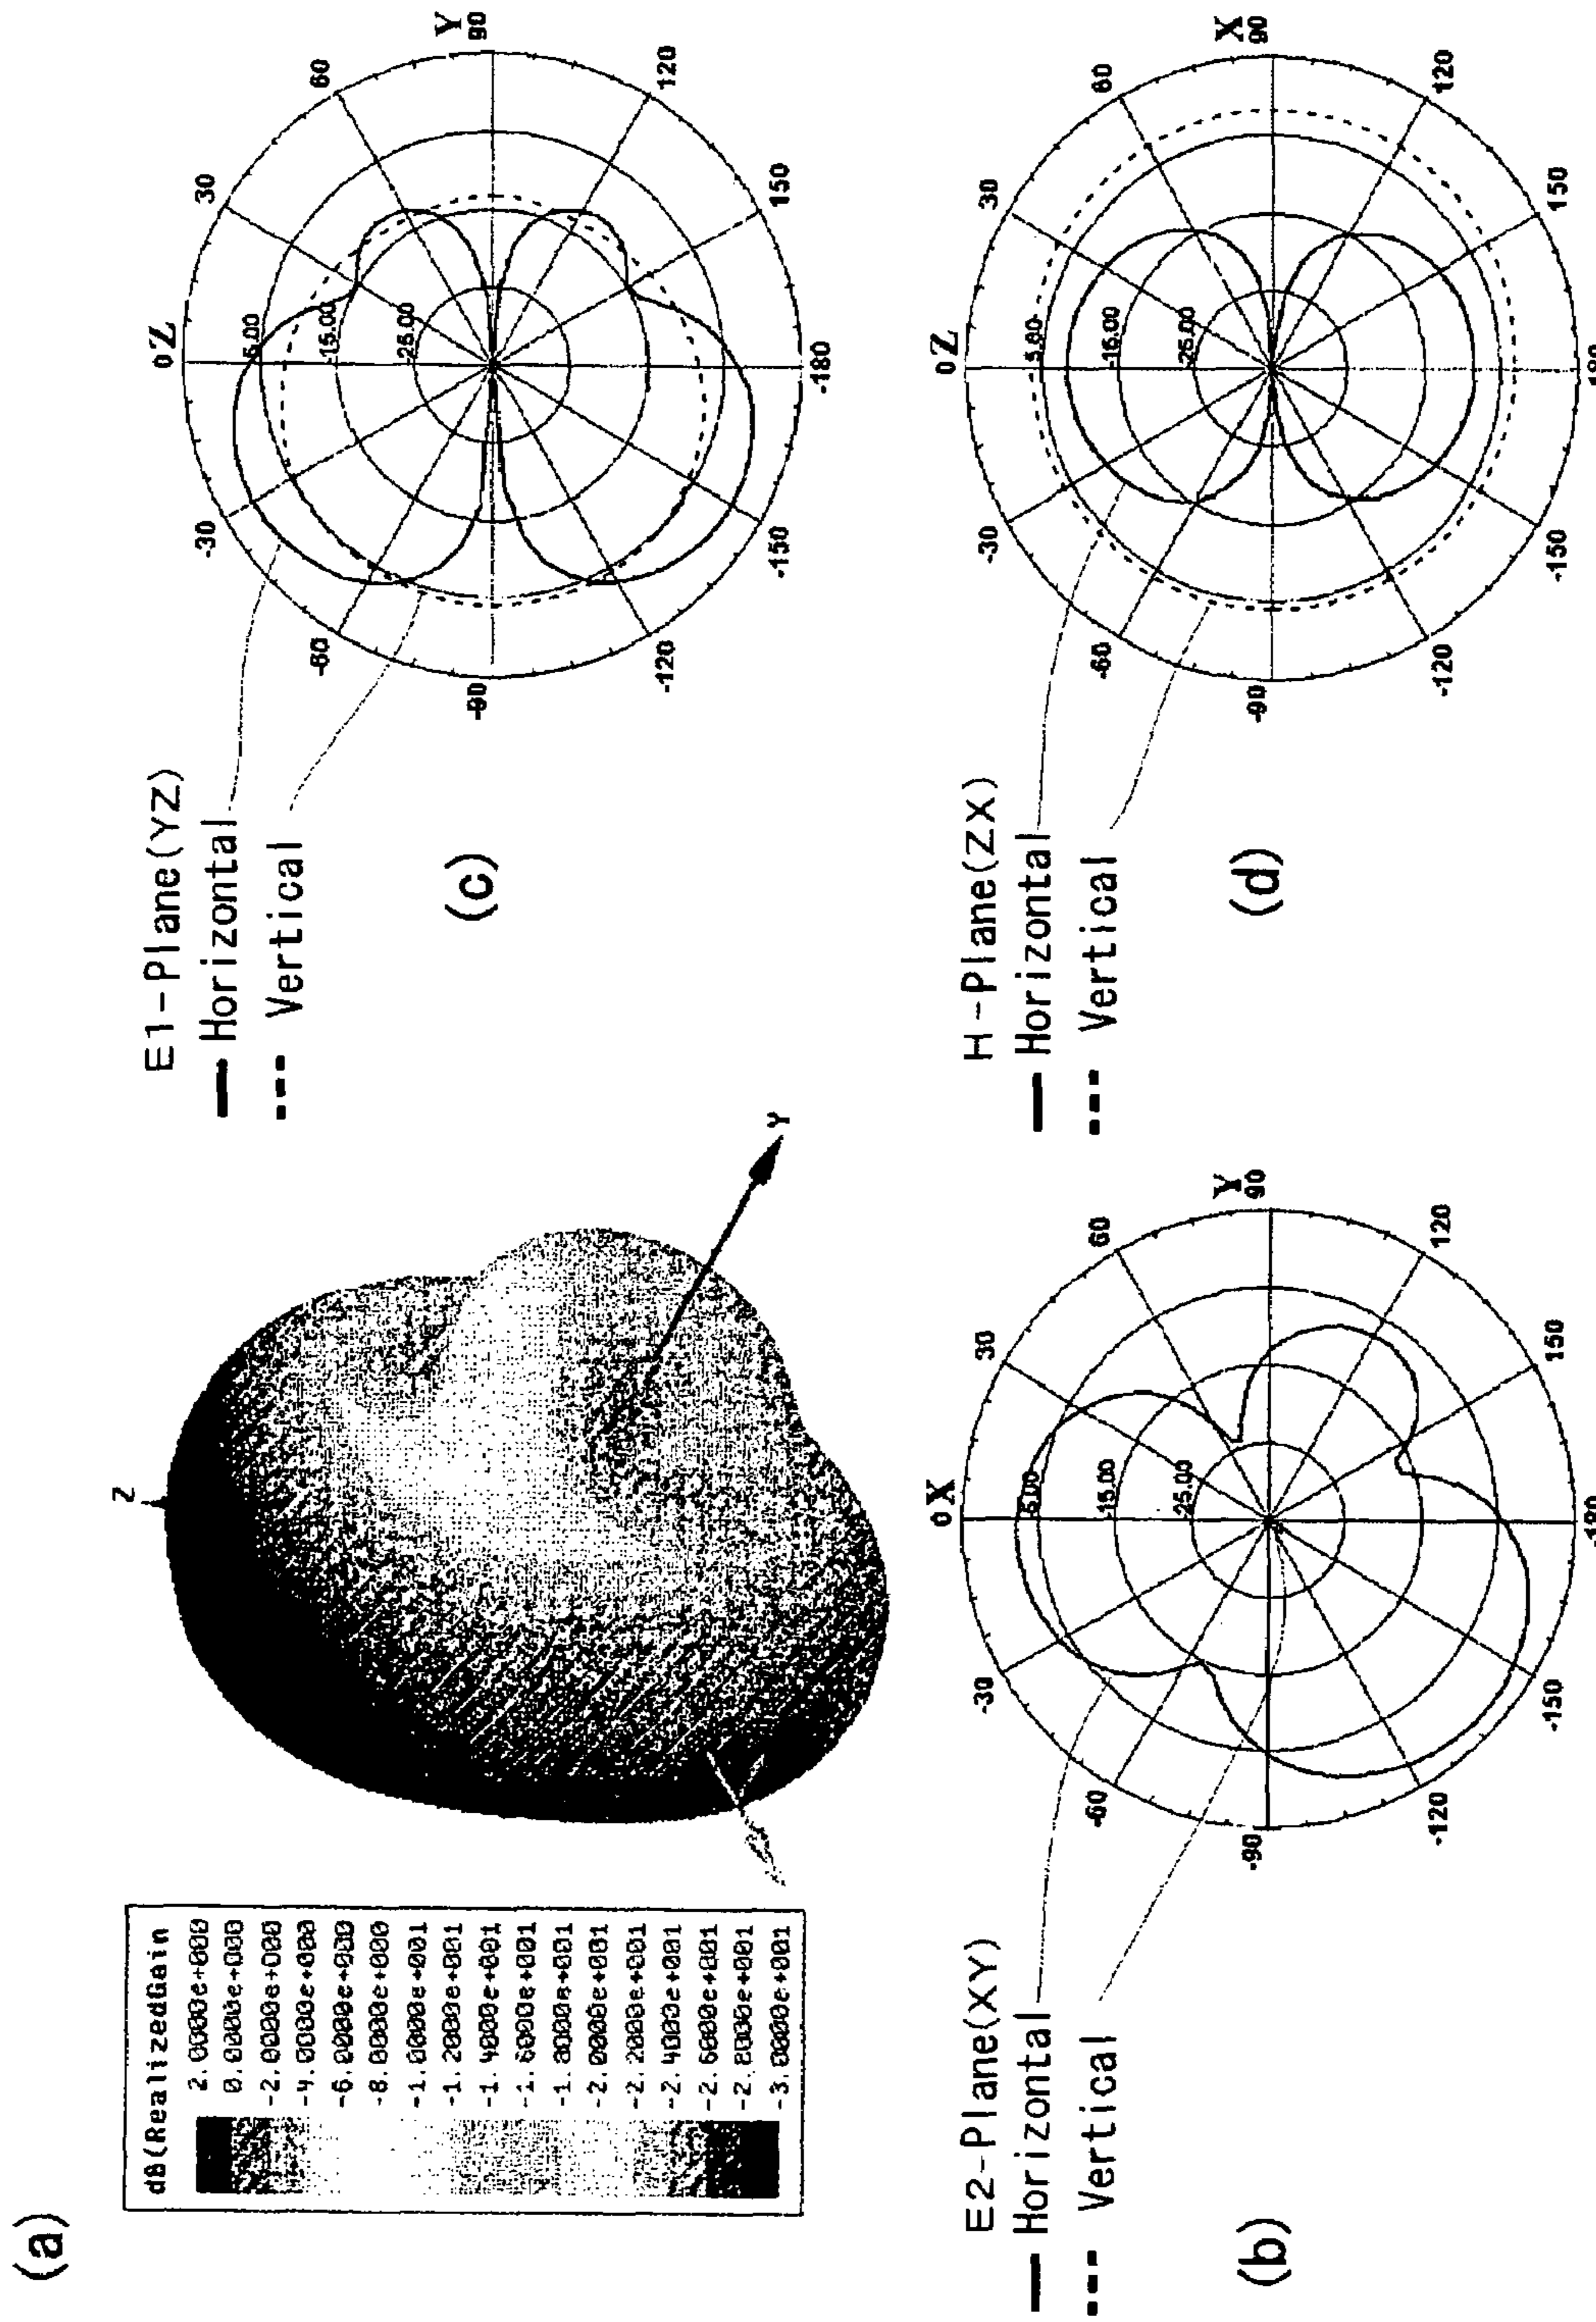 (a)
dB(RealizedGain
2.0000e+000
0.0000e+000
-2.0000e+000
-4.0000e+000
-6.0000e+000
-8.0000e+000
-1.0000e+001
-1.2000e+001
-1.4000e+001
-1.6000e+001
-1.8000e+001
-2.0000e+001
-2.2000e+001
-2.4000e+001
-2.6000e+001
-2.8000e+001
-3.0000e+001
Z
Y
E1-Plane(YZ)
Horizontal
Vertical
(c)
0 Z
30
60
Y
90
120
150
-180
-150
-120
-90
-60
-30
-5.00
-15.00
-25.00
E2-Plane(XY)
Horizontal
Vertical
(b)
0 X
30
60
Y
90
120
150
-180
-150
-120
-90
-60
-30
-5.00
-15.00
-25.00
H-Plane(ZX)
Horizontal
Vertical
(d)
0 Z
30
60
X
90
120
150
-180
-150
-120
-90
-60
-30
-5.00
-15.00
-25.00